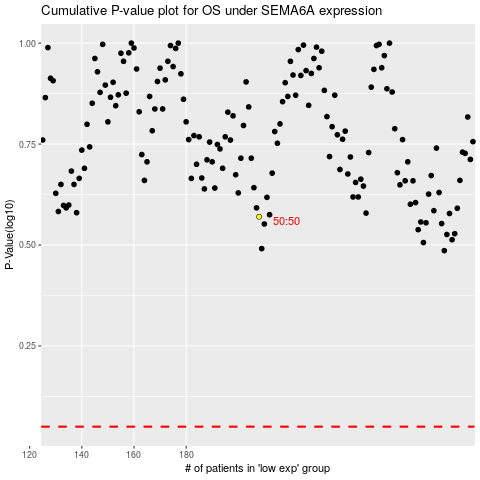 Cumulative P-value plot for OS under SEMA6A expression
P-Value(log10)
1.00
0.75
0.50
0.25
50:50
120 140 160 180
# of patients in 'low exp' group